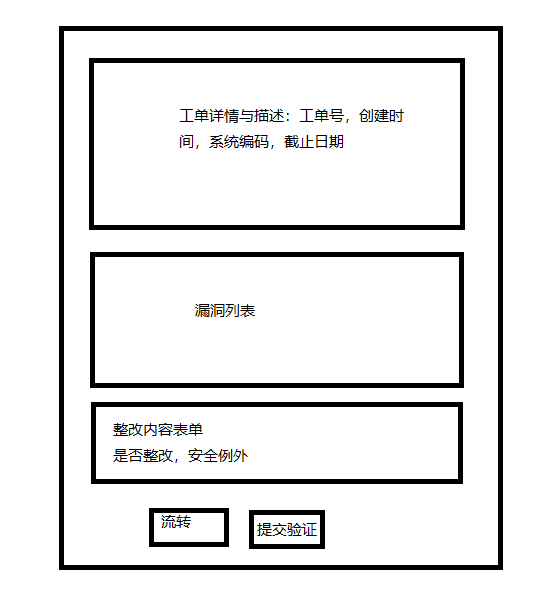 工单详情与描述：工单号，创建时
间，系统编码，截止日期
漏洞列表
整改内容表单
是否整改，安全例外
流转
提交验证